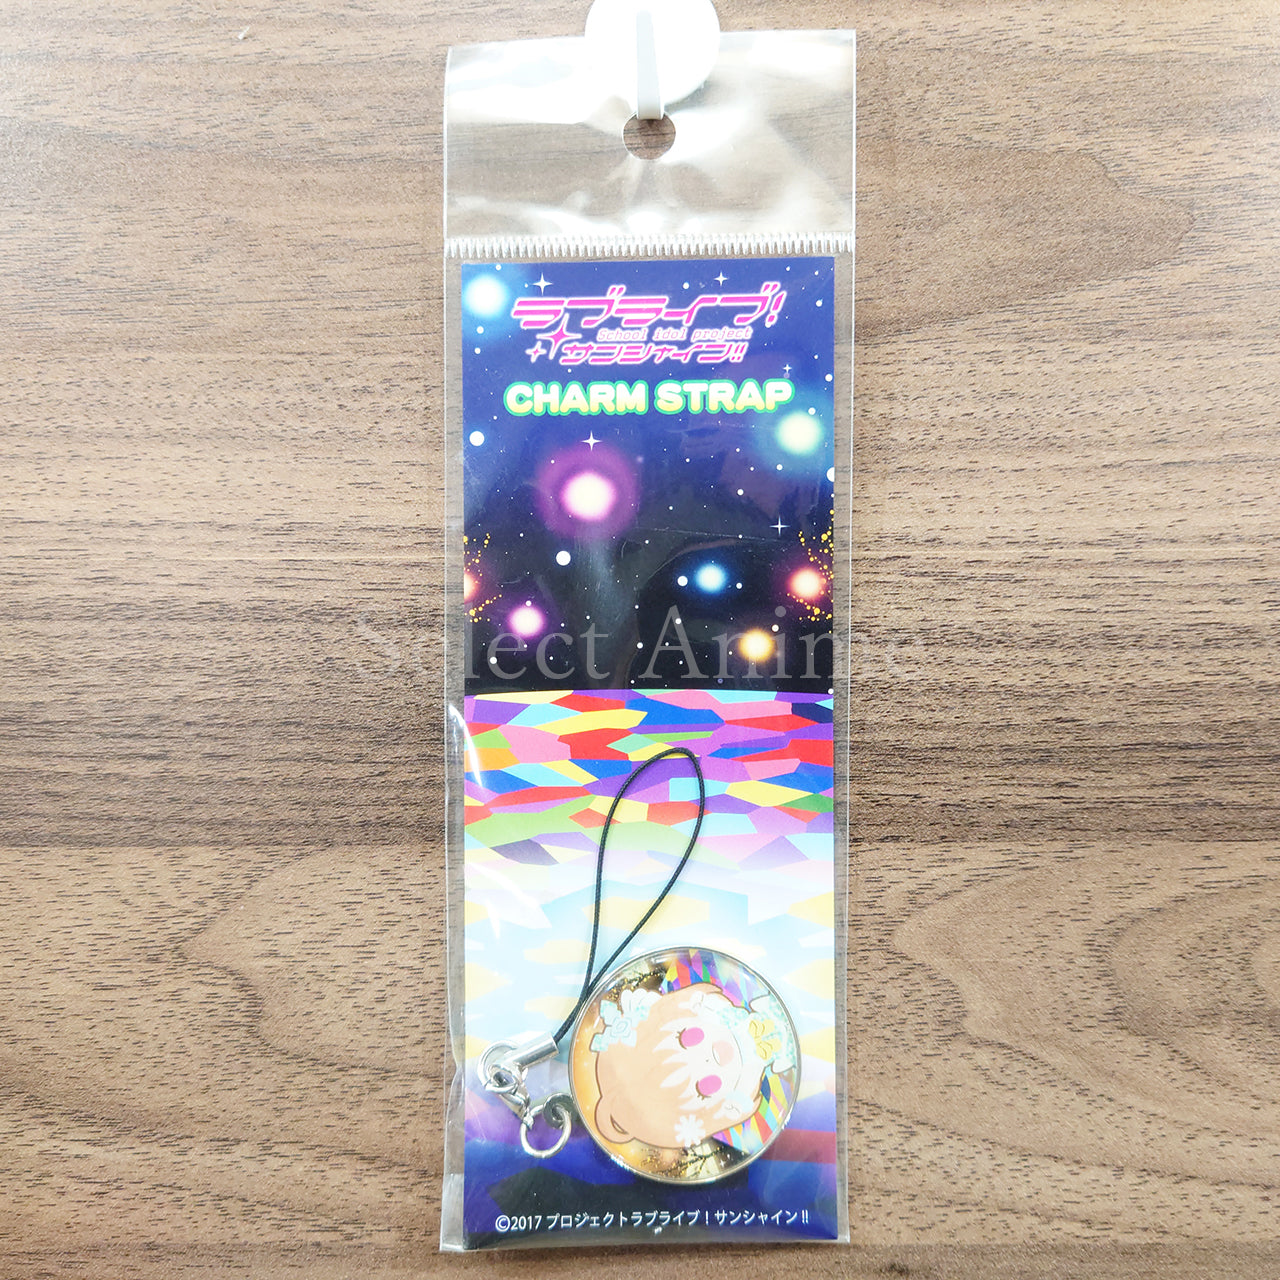 ラブライブ!
School idol project
サンシャイン!!
CHARM STRAP
Select Anime
©2017 プロジェクトラブライブ!サンシャイン!!